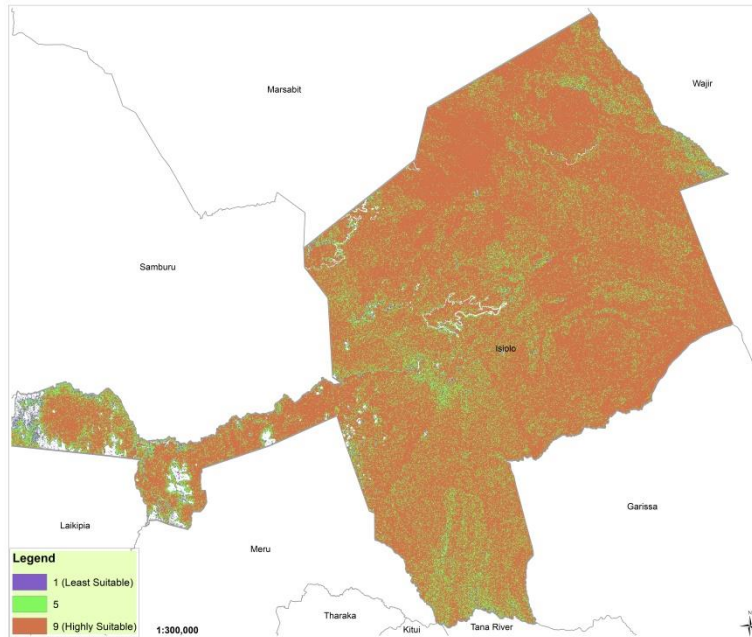 Marsabit
Wajir
Samburu
Isiolo
Garissa
Laikipia
Meru
Legend
1 (Least Suitable)
5
9 (Highly Suitable)
1:300,000
Tharaka
Kitui
Tana River
N